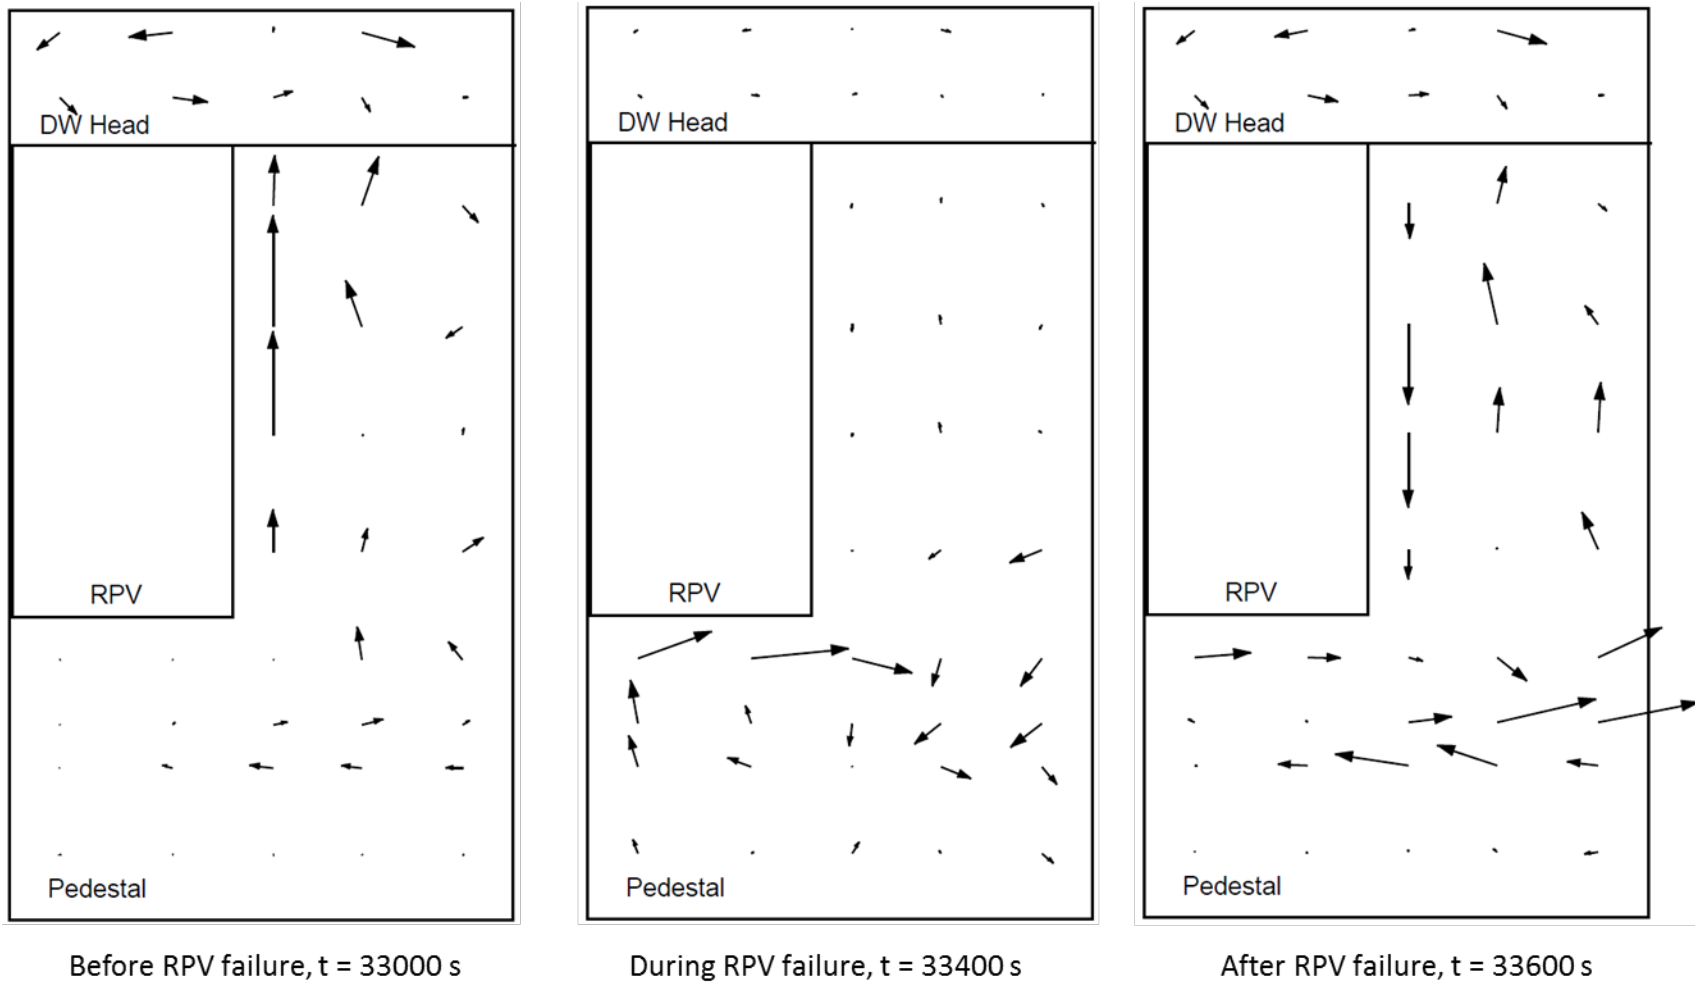 DW Head
DW Head
DW Head
RPV
RPV
RPV
Pedestal
Pedestal
Pedestal
Before RPV failure, t = 33000 s
During RPV failure, t = 33400 s
After RPV failure, t = 33600 s